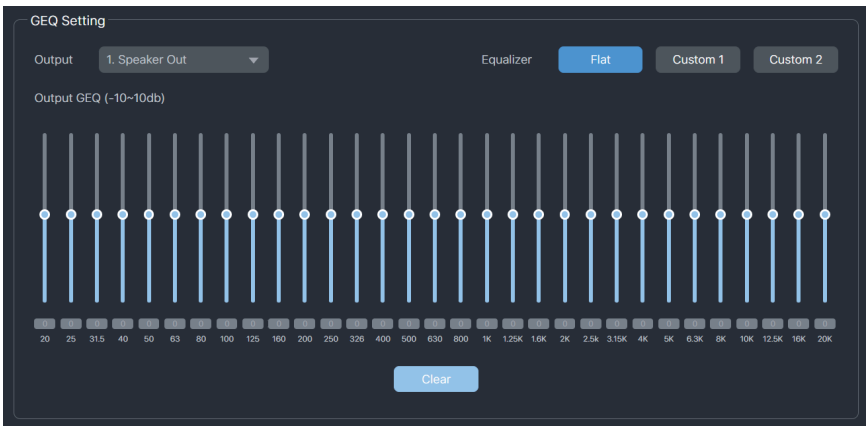 GEQ Setting
Output 1. Speaker Out Equalizer Flat Custom 1 Custom 2
Output GEQ (-10~10db)
0 0 0 0 0 0 0 0 0 0 0 0 0 0 0 0 0 0 0 0 0 0 0 0 0 0 0 0 0 0 0
20 25 31.5 40 50 63 80 100 125 160 200 250 326 400 500 630 800 1K 1.25K 1.6K 2K 2.5k 3.15K 4K 5K 6.3K 8K 10K 12.5K 16K 20K
Clear